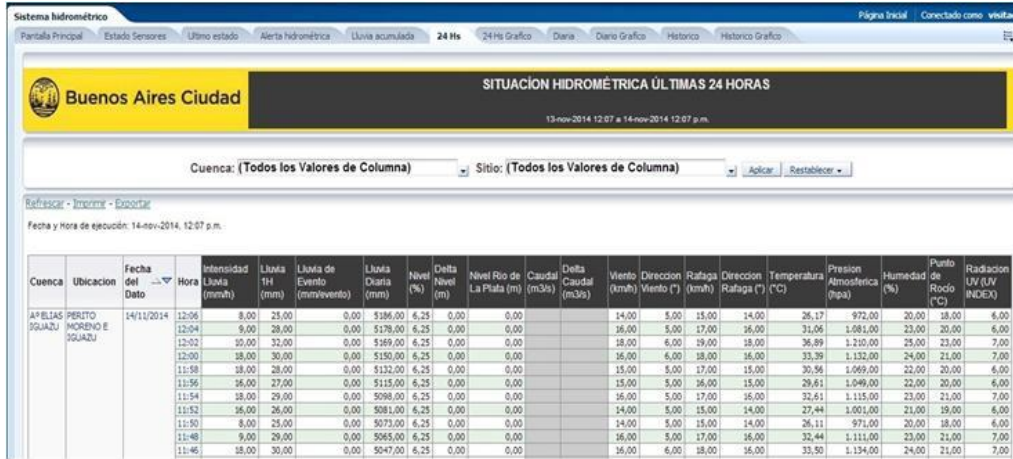 Sistema hidrométrico
Página Inicial Conectado como visita
Pantalla Principal Estado Sensores Ultimo estado Alerta hidrométrica Lluvia acumulada 24 Hs 24 Hs Grafico Diaria Diario Grafico Historico Historico Grafico
Buenos Aires Ciudad
SITUACÍON HIDROMÉTRICA ÚLTIMAS 24 HORAS
13-nov-2014 12:07 a 14-nov-2014 12:07 p.m.
Cuenca: (Todos los Valores de Columna) Sitio: (Todos los Valores de Columna) Aplicar Restablecer
Refrescar - Imprimir - Exportar
Fecha y Hora de ejecución: 14-nov-2014, 12:07 p.m.
Cuenca Ubicacion Fecha del Dato Hora Intensidad Lluvia (mm/h) Lluvia 1H (mm) Lluvia de Evento (mm/evento) Lluvia Diaria (mm) Nivel (%) Delta Nivel (m) Nivel Rio de La Plata (m) Caudal (m3/s) Delta Caudal (m3/s) Viento (km/h) Direccion Viento (°) Rafaga (km/h) Direccion Rafaga (°) Temperatura (°C) Presion Atmosferica (hpa) Humedad (%) Punto de Rocío (°C) Radiacion UV (UV INDEX)
Aº ELIAS IGUAZU PERITO MORENO E IGUAZU 14/11/2014 12:06 8,00 25,00 0,00 5186,00 6,25 0,00 0,00 14,00 5,00 15,00 14,00 26,17 972,00 20,00 18,00 6,00
12:04 9,00 28,00 0,00 5178,00 6,25 0,00 0,00 16,00 5,00 17,00 16,00 31,06 1.081,00 23,00 20,00 6,00
12:02 10,00 32,00 0,00 5169,00 6,25 0,00 0,00 18,00 6,00 19,00 18,00 36,89 1.210,00 25,00 23,00 7,00
12:00 18,00 30,00 0,00 5150,00 6,25 0,00 0,00 16,00 6,00 18,00 16,00 33,39 1.132,00 24,00 21,00 7,00
11:58 18,00 28,00 0,00 5132,00 6,25 0,00 0,00 15,00 5,00 17,00 15,00 30,56 1.069,00 22,00 20,00 6,00
11:56 16,00 27,00 0,00 5115,00 6,25 0,00 0,00 15,00 5,00 16,00 15,00 29,61 1.049,00 22,00 20,00 6,00
11:54 18,00 29,00 0,00 5098,00 6,25 0,00 0,00 16,00 5,00 17,00 16,00 32,61 1.115,00 23,00 21,00 7,00
11:52 16,00 26,00 0,00 5081,00 6,25 0,00 0,00 14,00 5,00 15,00 14,00 27,44 1.001,00 21,00 19,00 6,00
11:50 8,00 25,00 0,00 5073,00 6,25 0,00 0,00 14,00 5,00 15,00 14,00 26,11 971,00 20,00 18,00 6,00
11:48 9,00 29,00 0,00 5065,00 6,25 0,00 0,00 16,00 5,00 17,00 16,00 32,44 1.111,00 23,00 21,00 7,00
11:46 18,00 30,00 0,00 5047,00 6,25 0,00 0,00 16,00 6,00 18,00 16,00 33,50 1.134,00 24,00 21,00 7,00